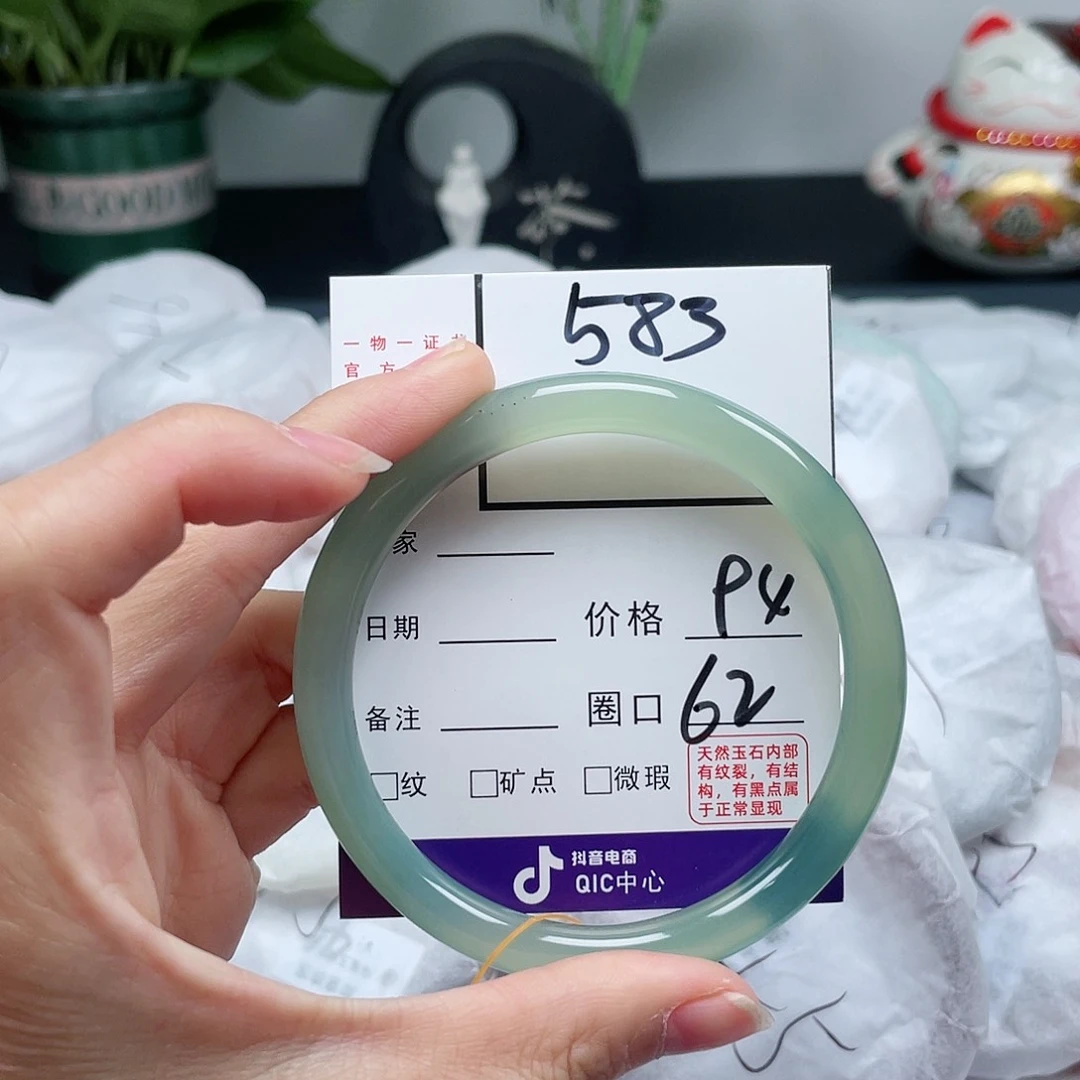 583
一物一证
官方
家
日期
价格 P4
备注
圈口 62
□纹 □矿点 □微瑕
天然玉石内部
有纹裂，有结
构，有黑点属
于正常显现
抖音电商
QIC中心
GOOD
茶